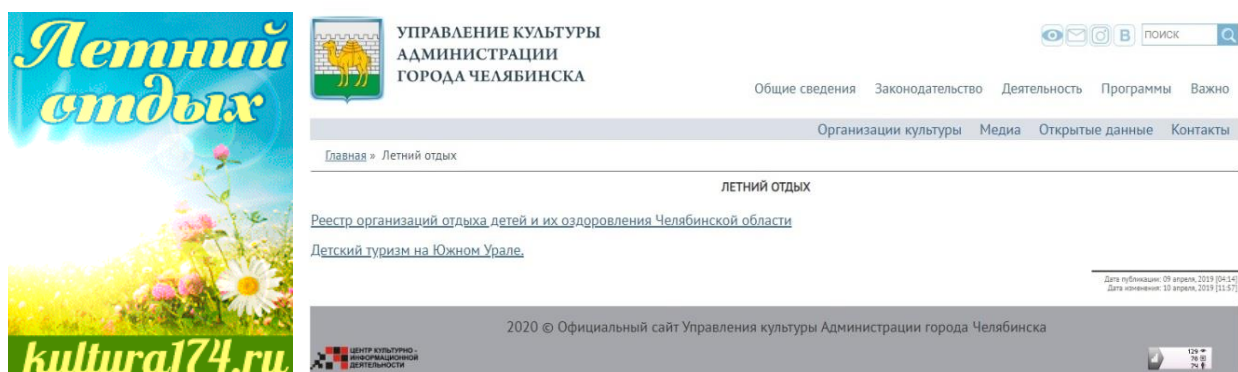 Летний
отдых
kultura174.ru
УПРАВЛЕНИЕ КУЛЬТУРЫ
АДМИНИСТРАЦИИ
ГОРОДА ЧЕЛЯБИНСКА
В
поиск
Общие сведения Законодательство Деятельность Программы Важно
Организации культуры Медиа Открытые данные Контакты
Главная » Летний отдых
ЛЕТНИЙ ОТДЫХ
Реестр организаций отдыха детей и их оздоровления Челябинской области
Детский туризм на Южном Урале.
Дата публикации: 09 апреля, 2019 [04:14]
Дата изменения: 10 апреля, 2019 [11:57]
2020 © Официальный сайт Управления культуры Администрации города Челябинска
ЦЕНТР КУЛЬТУРНО-
ИНФОРМАЦИОННОЙ
ДЕЯТЕЛЬНОСТИ
129
76
74